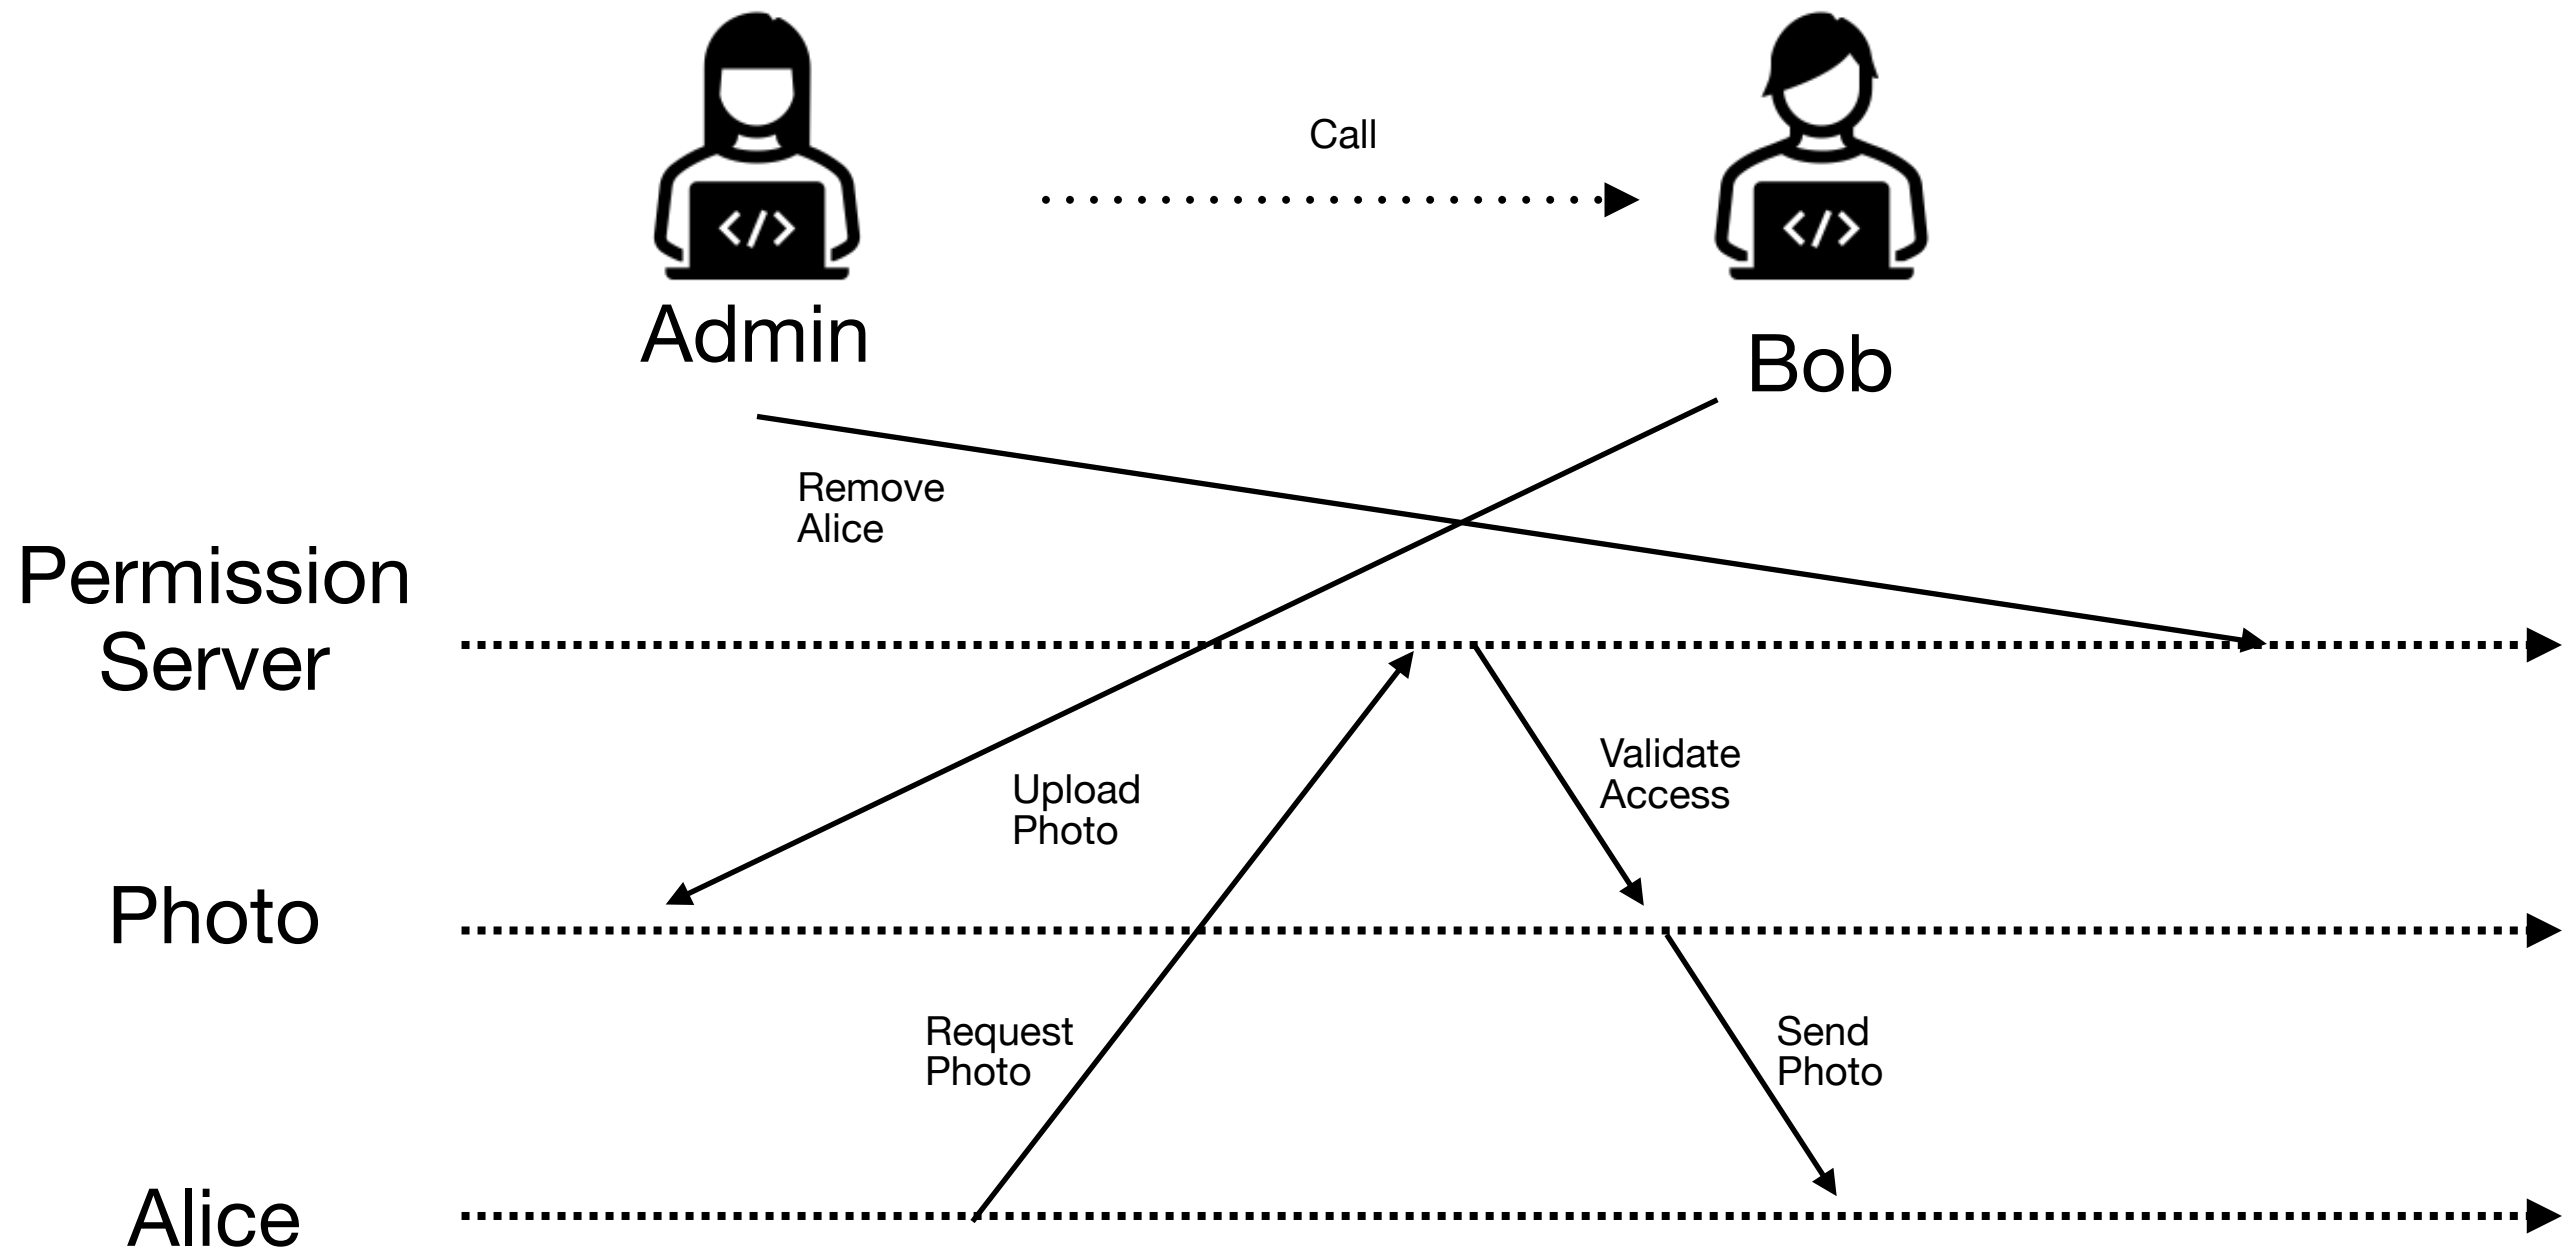 Call
</>
</>
Admin
Bob
Remove
Alice
Permission
Server
Validate
Access
Upload
Photo
Photo
Request
Photo
Send
Photo
Alice